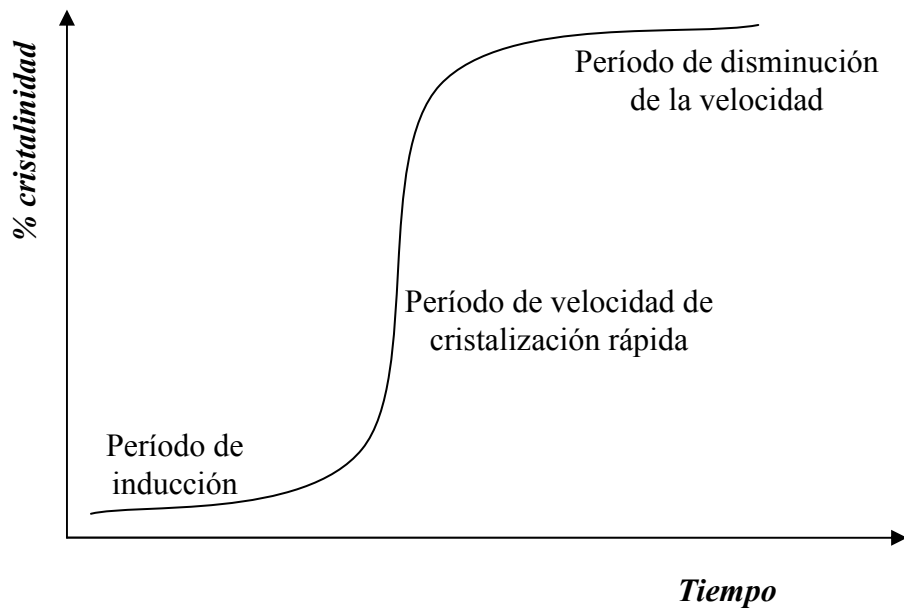 % cristalinidad
Período de disminución
de la velocidad
Período de velocidad de
cristalización rápida
Período de
inducción
Tiempo